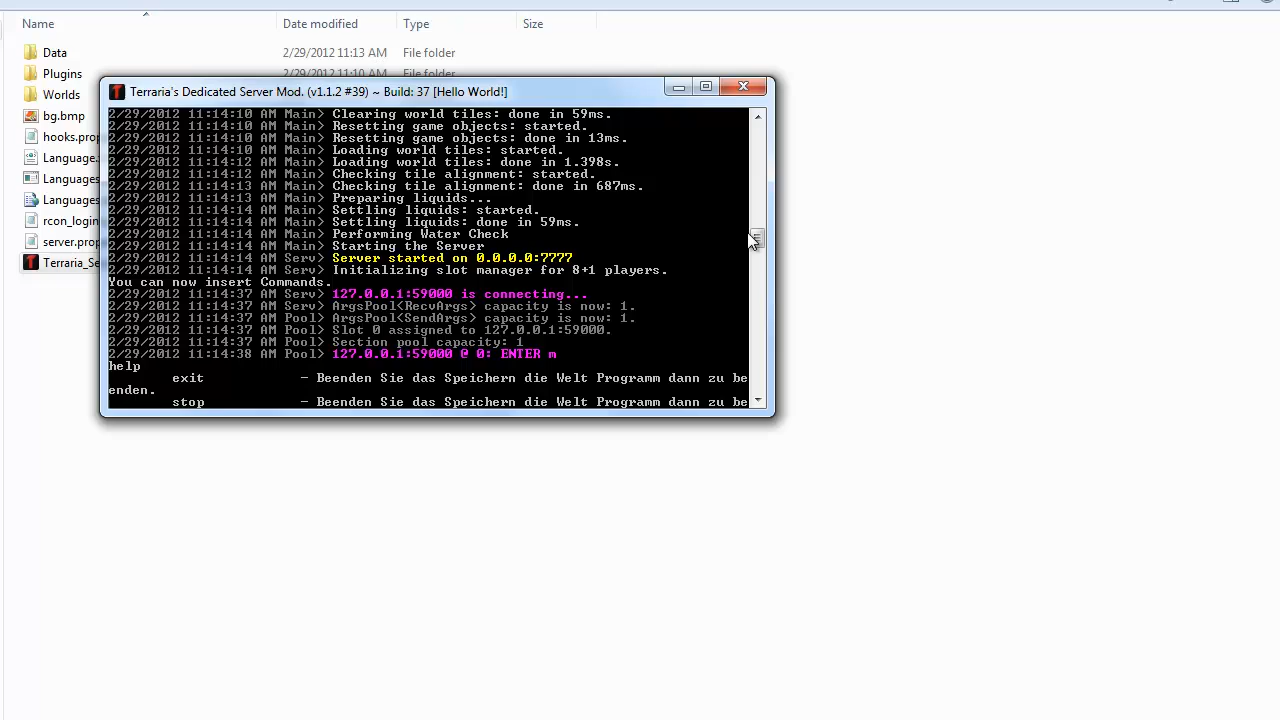 Name Date modified Type Size
Data 2/29/2012 11:13 AM File folder
Plugins 2/29/2012 11:10 AM File folder
Worlds
bg.bmp
hooks.prop
Language.
Languages
Languages
rcon_login
server.prop
Terraria_Se
Terraria's Dedicated Server Mod. (v1.1.2 #39) ~ Build: 37 [Hello World!]
2/29/2012 11:14:10 AM Main> Clearing world tiles: done in 59ms.
2/29/2012 11:14:10 AM Main> Resetting game objects: started.
2/29/2012 11:14:10 AM Main> Resetting game objects: done in 13ms.
2/29/2012 11:14:10 AM Main> Loading world tiles: started.
2/29/2012 11:14:12 AM Main> Loading world tiles: done in 1.398s.
2/29/2012 11:14:12 AM Main> Checking tile alignment: started.
2/29/2012 11:14:13 AM Main> Checking tile alignment: done in 687ms.
2/29/2012 11:14:13 AM Main> Preparing liquids...
2/29/2012 11:14:14 AM Main> Settling liquids: started.
2/29/2012 11:14:14 AM Main> Settling liquids: done in 59ms.
2/29/2012 11:14:14 AM Main> Performing Water Check
2/29/2012 11:14:14 AM Main> Starting the Server
2/29/2012 11:14:14 AM Serv> Server started on 0.0.0.0:7777
2/29/2012 11:14:14 AM Serv> Initializing slot manager for 8+1 players.
You can now insert Commands.
2/29/2012 11:14:37 AM Serv> 127.0.0.1:59000 is connecting...
2/29/2012 11:14:37 AM Serv> ArgsPool<RecvArgs> capacity is now: 1.
2/29/2012 11:14:37 AM Pool> ArgsPool<SendArgs> capacity is now: 1.
2/29/2012 11:14:37 AM Pool> Slot 0 assigned to 127.0.0.1:59000.
2/29/2012 11:14:37 AM Pool> Section pool capacity: 1
2/29/2012 11:14:38 AM Pool> 127.0.0.1:59000 @ 0: ENTER m
help
exit - Beenden Sie das Speichern die Welt Programm dann zu be
enden.
stop - Beenden Sie das Speichern die Welt Programm dann zu be